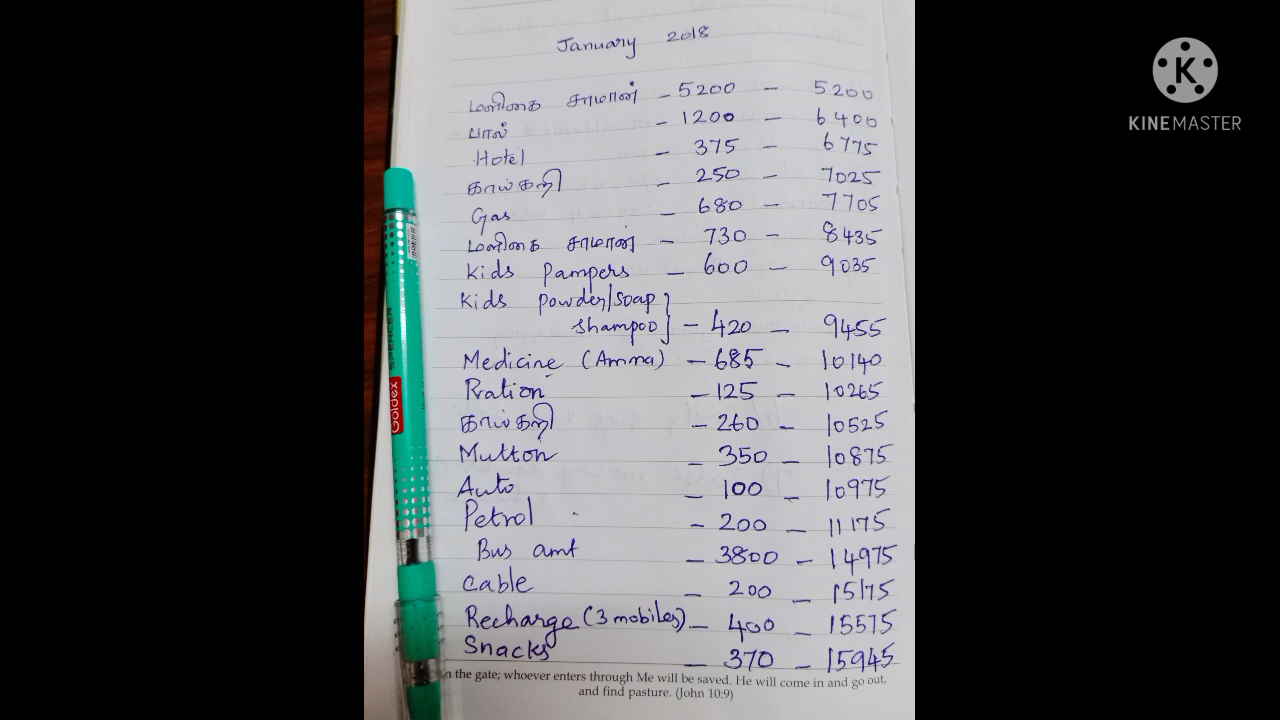 January 2018
மளிகை சாமான் - 5200 - 5200
பால் - 1200 - 6400
Hotel - 375 - 6775
காய்கறி - 250 - 7025
Gas - 680 - 7705
மளிகை சாமான் - 730 - 8435
Kids Pampers - 600 - 9035
Kids Powder/Soap
Shampoo - 420 - 9455
Medicine (Amma) - 685 - 10140
Ration - 125 - 10265
காய்கறி - 260 - 10525
Mutton - 350 - 10875
Auto - 100 - 10975
Petrol - 200 - 11175
Bus amt - 3800 - 14975
Cable - 200 - 15175
Recharge (3 mobiles) - 400 - 15575
Snacks - 370 - 15945
the gate; whoever enters through Me will be saved. He will come in and go out,
and find pasture. (John 10:9)
Goldex
SPENCER
K
KINEMASTER